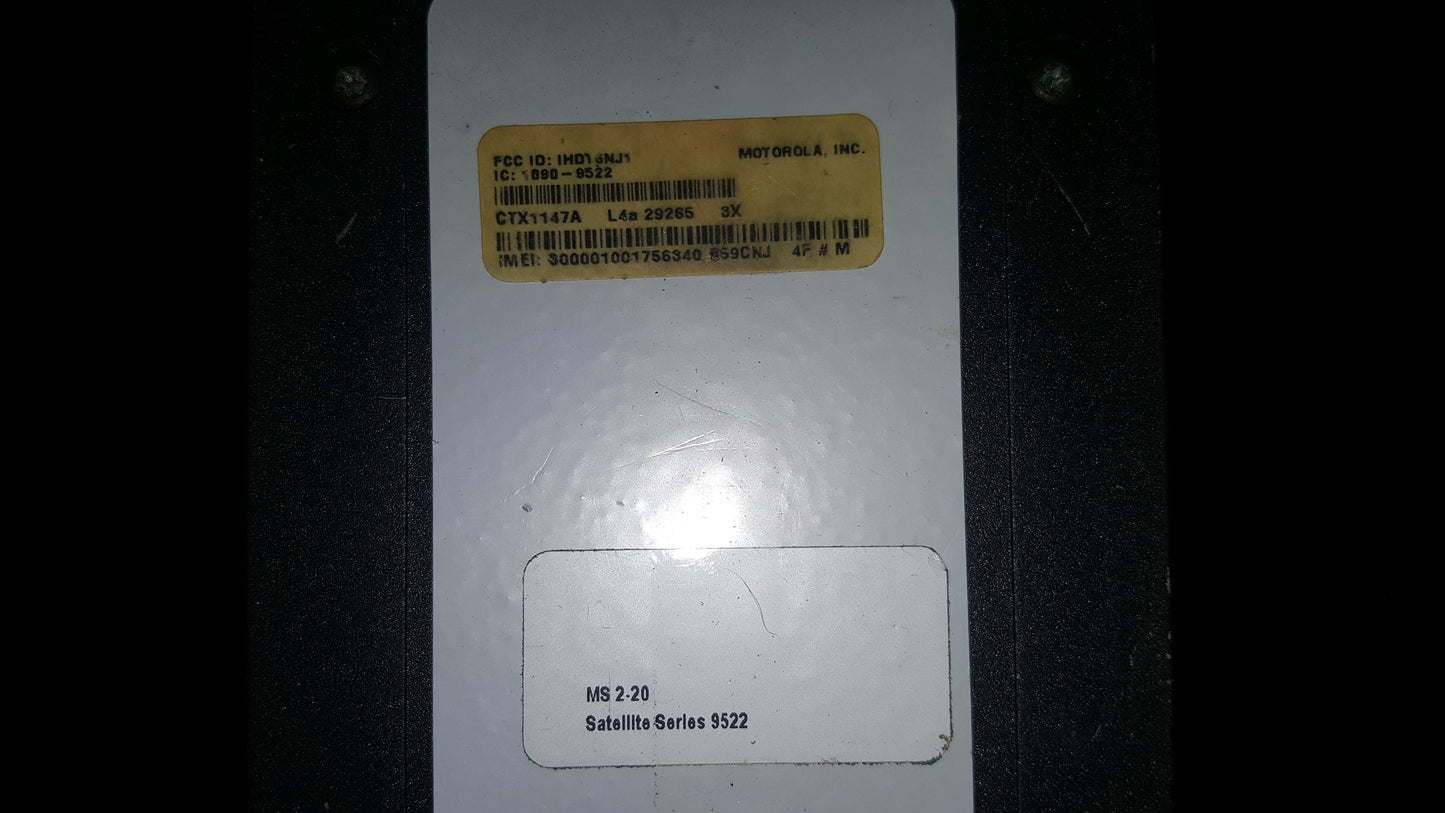 FCC ID: IHDT6NJ1 MOTOROLA, INC.
IC: 1090-9522
CTX1147A L4a 29265 3X
IMEI: 300001001756340 869CNJ 4F # M
MS 2-20
Satellite Series 9522